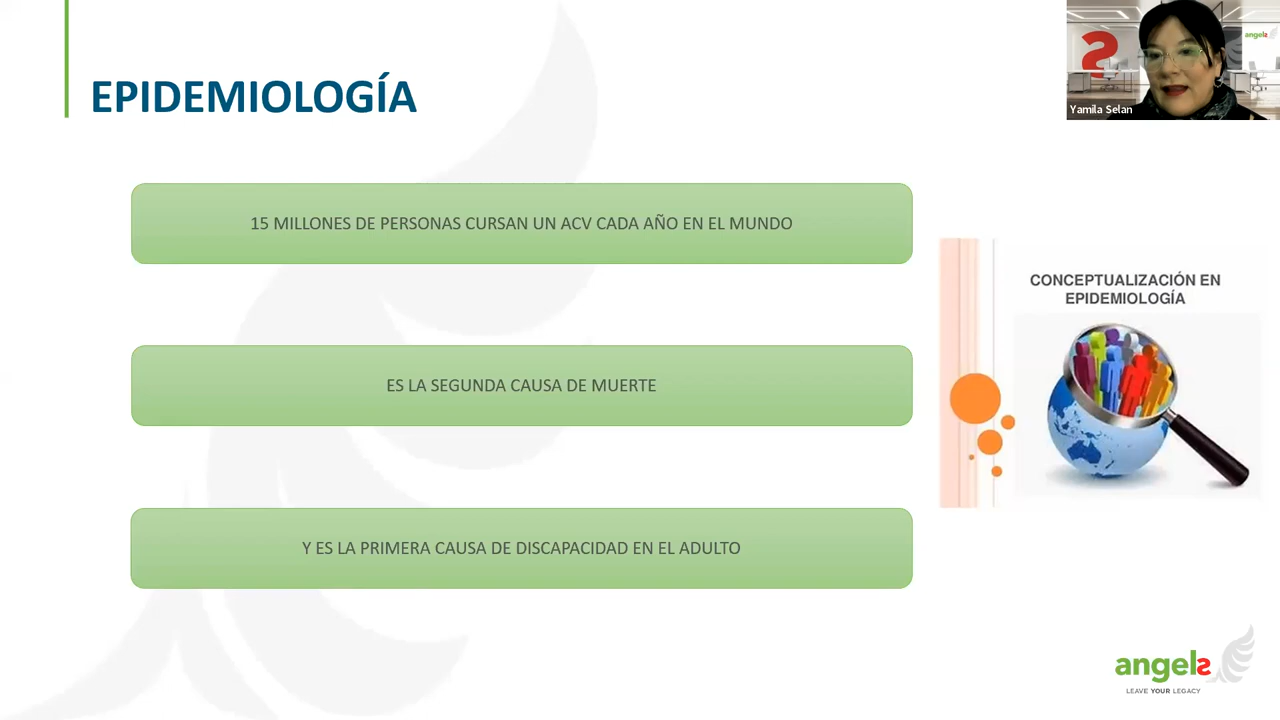 EPIDEMIOLOGÍA
angels
Yamila Selan
15 MILLONES DE PERSONAS CURSAN UN ACV CADA AÑO EN EL MUNDO
CONCEPTUALIZACIÓN EN
EPIDEMIOLOGÍA
ES LA SEGUNDA CAUSA DE MUERTE
Y ES LA PRIMERA CAUSA DE DISCAPACIDAD EN EL ADULTO
angels
LEAVE YOUR LEGACY